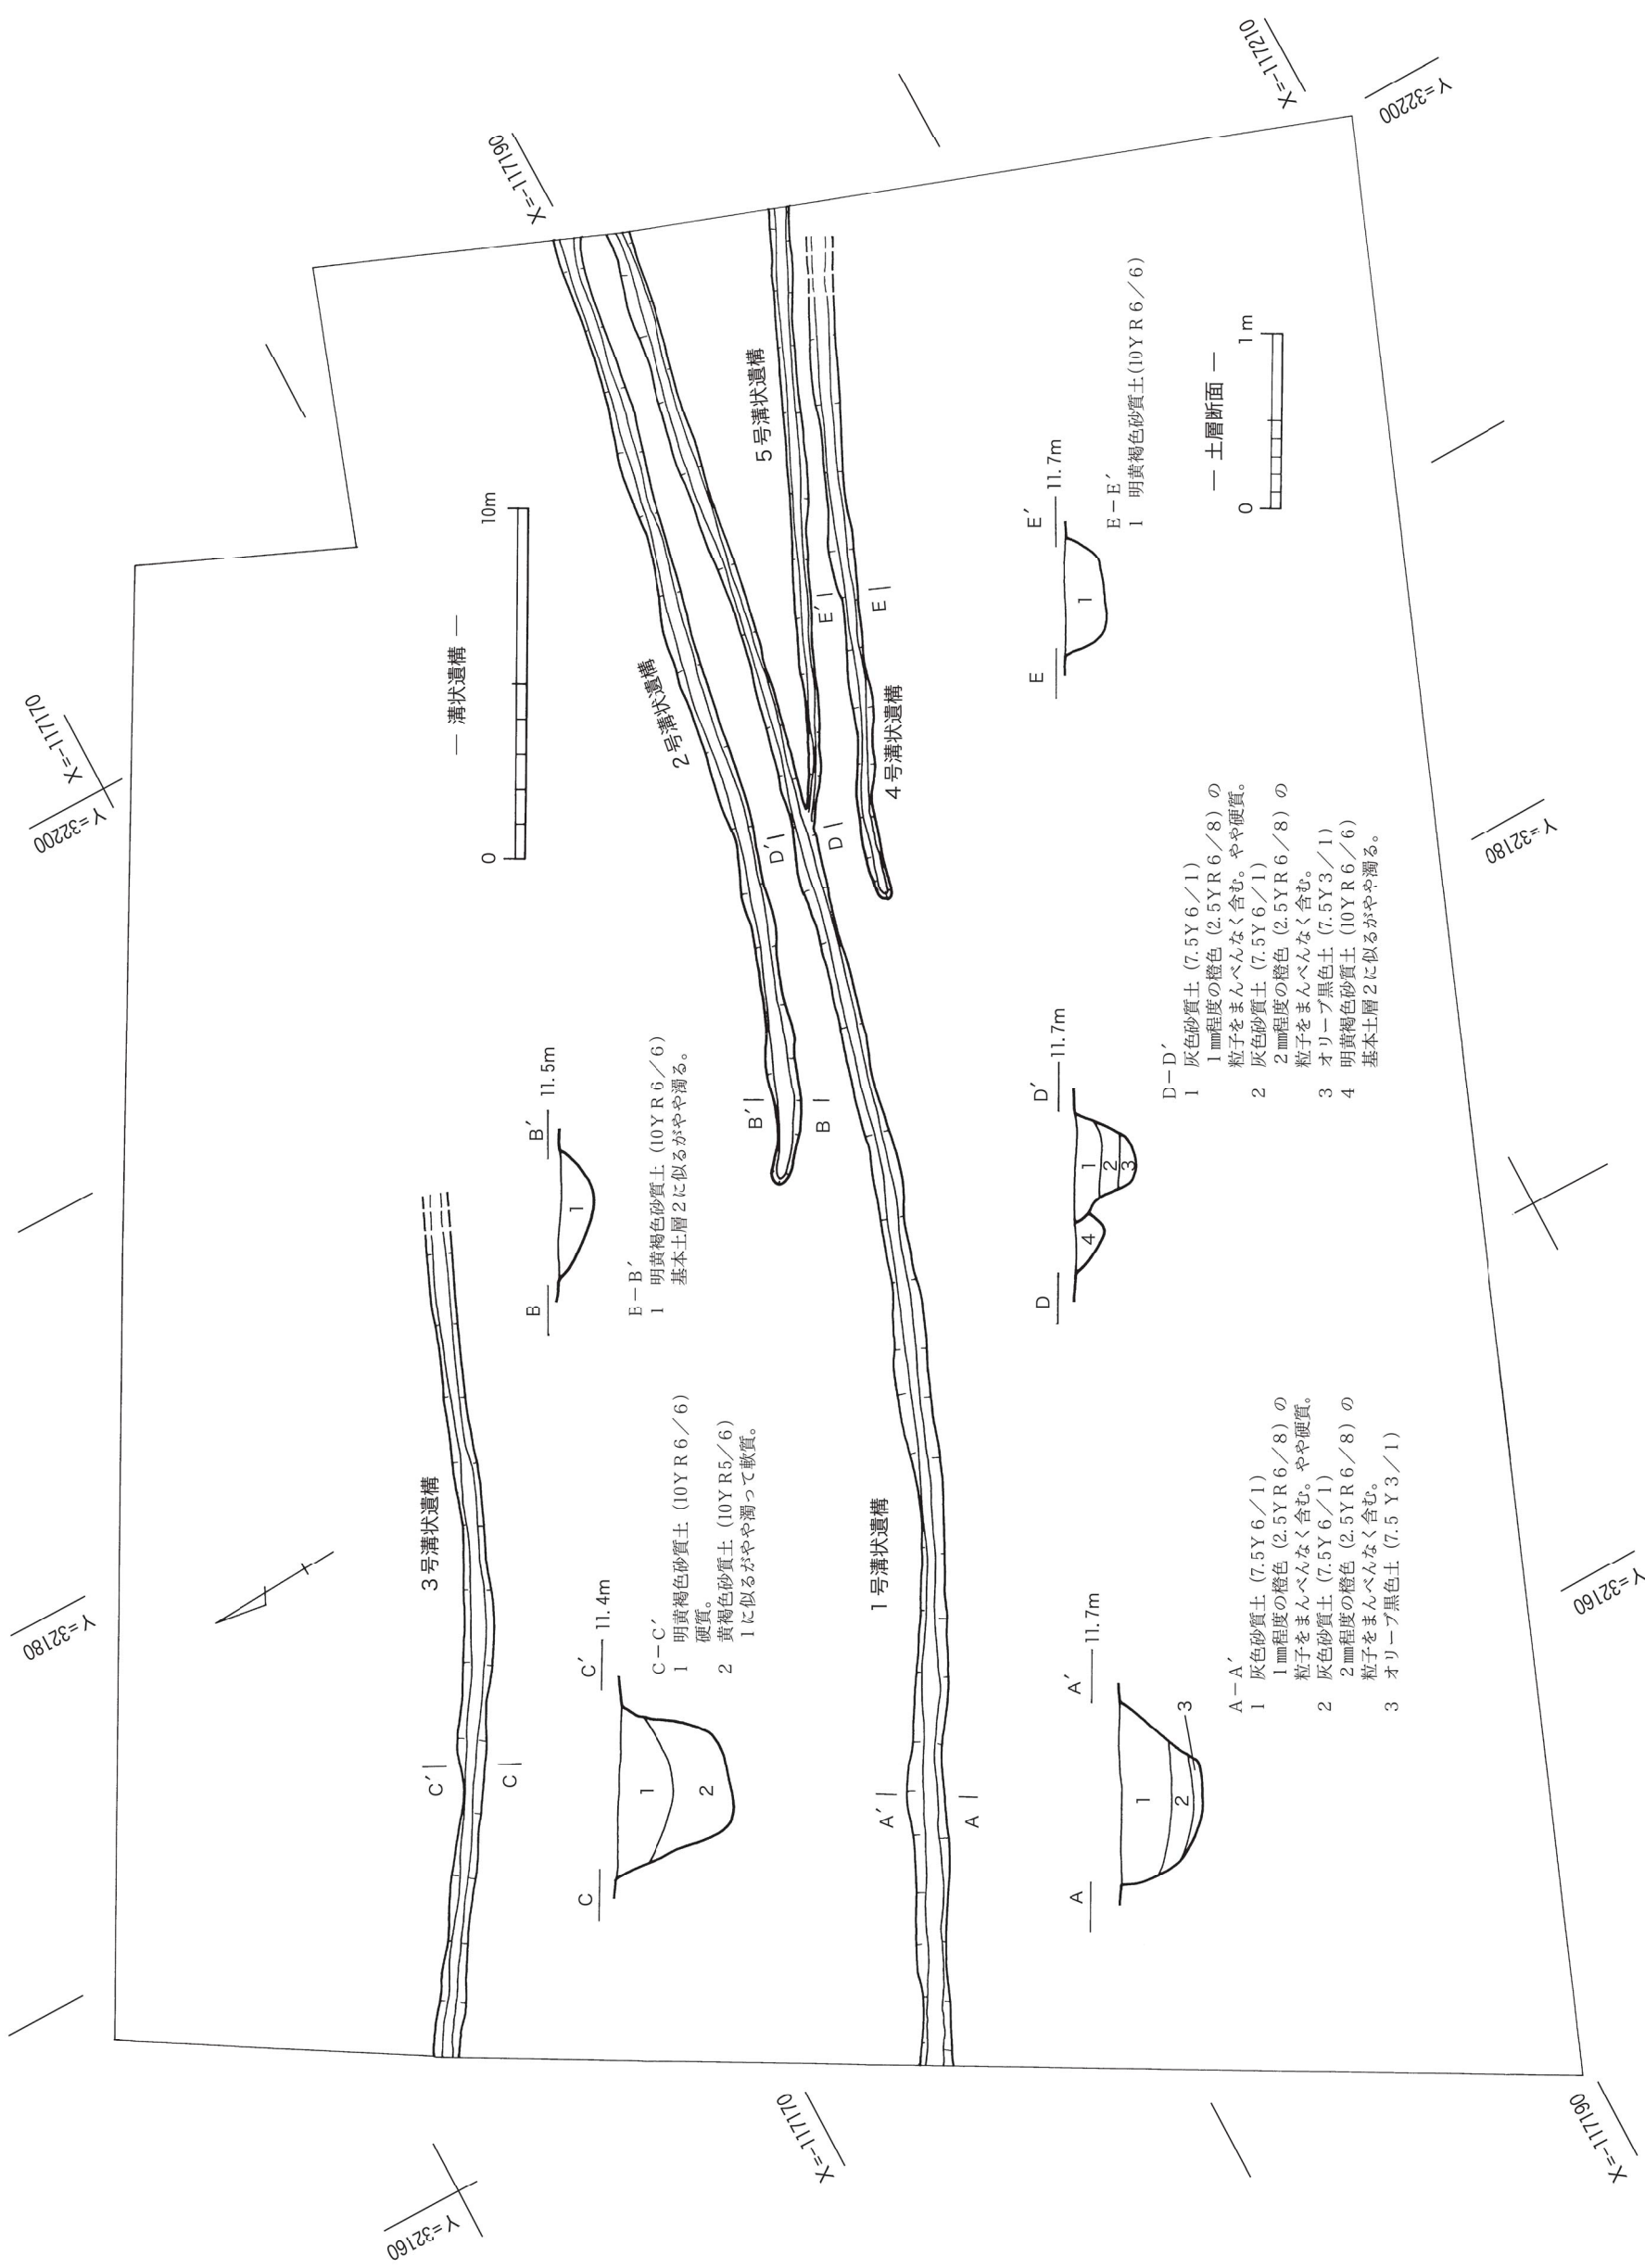 X=-117170
Y=32200
X=-117190
X=-117210
Y=32200
Y=32180
Y=32180
Y=32160
Y=32160
X=-117170
X=-117190
― 溝状遺構 ―
0
10m
3号溝状遺構
C′
C
2号溝状遺構
B′
B
5号溝状遺構
D′
D
E′
E
4号溝状遺構
1号溝状遺構
A′
A
C
C′
11.4m
1
2
C－C′
1 明黄褐色砂質土（10YR6／6）
硬質。
2 黄褐色砂質土（10YR5／6）
1に似るがやや濁って軟質。
B
B′
11.5m
1
E－B′
1 明黄褐色砂質土（10YR6／6）
基本土層2に似るがやや濁る。
A
A′
11.7m
1
2
3
A－A′
1 灰色砂質土（7.5Y6／1）
1㎜程度の橙色（2.5YR6／8）の
粒子をまんべんなく含む。やや硬質。
2 灰色砂質土（7.5Y6／1）
2㎜程度の橙色（2.5YR6／8）の
粒子をまんべんなく含む。
3 オリーブ黒色土（7.5Y3／1）
D
D′
11.7m
4
1
2
3
D－D′
1 灰色砂質土（7.5Y6／1）
1㎜程度の橙色（2.5YR6／8）の
粒子をまんべんなく含む。やや硬質。
2 灰色砂質土（7.5Y6／1）
2㎜程度の橙色（2.5YR6／8）の
粒子をまんべんなく含む。
3 オリーブ黒色土（7.5Y3／1）
4 明黄褐色砂質土（10YR6／6）
基本土層2に似るがやや濁る。
E
E′
11.7m
1
E－E′
1 明黄褐色砂質土（10YR6／6）
― 土層断面 ―
0
1m